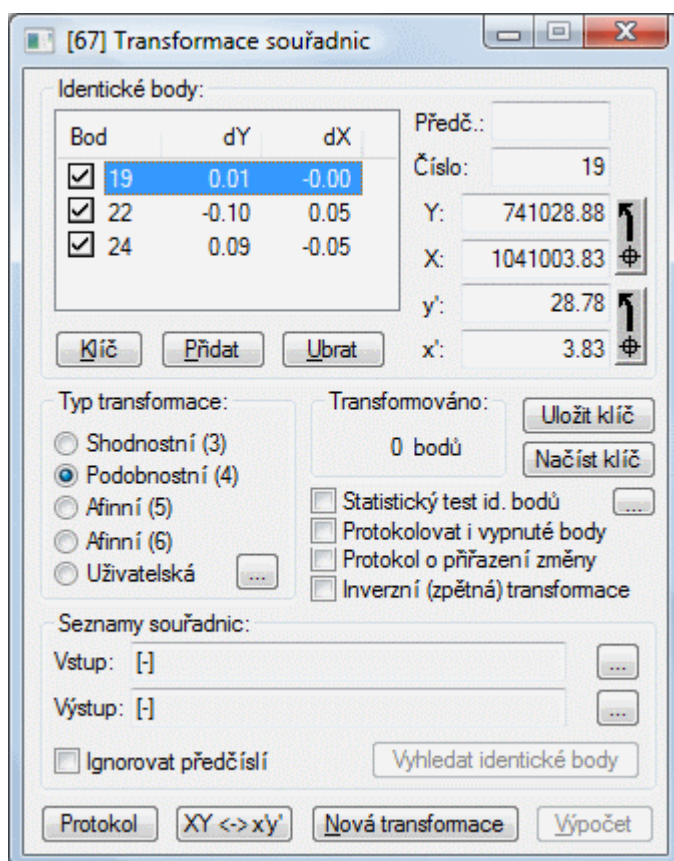 [67] Transformace souřadnic
Identické body:
Bod dY dX
19 0.01 -0.00
22 -0.10 0.05
24 0.09 -0.05
Klíč Přidat Ubrat
Předč.:
Číslo: 19
Y: 741028.88
X: 1041003.83
y': 28.78
x': 3.83
Typ transformace:
Shodnostní (3)
Podobnostní (4)
Afinní (5)
Afinní (6)
Uživatelská ...
Transformováno:
0 bodů
Uložit klíč
Načíst klíč
Statistický test id. bodů ...
Protokolovat i vypnuté body
Protokol o přiřazení změny
Inverzní (zpětná) transformace
Seznamy souřadnic:
Vstup: [-] ...
Výstup: [-] ...
Ignorovat předčíslí Vyhledat identické body
Protokol XY <-> x'y' Nová transformace Výpočet